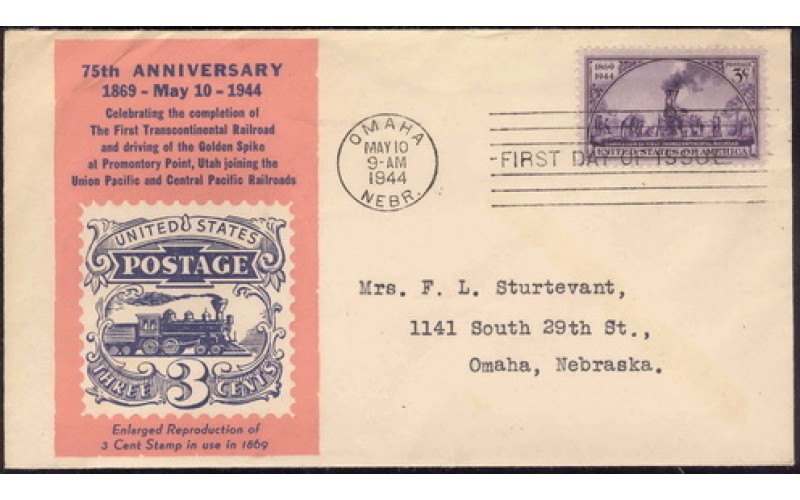 75th ANNIVERSARY
1869 - May 10 - 1944
Celebrating the completion of
The First Transcontinental Railroad
and driving of the Golden Spike
at Promontory Point, Utah joining the
Union Pacific and Central Pacific Railroads
UNITED STATES
POSTAGE
THREE 3 CENTS
Enlarged Reproduction of
3 Cent Stamp in use in 1869
OMAHA
MAY 10
9-AM
1944
NEBR.
1869
1944
POSTAGE
3¢
UNITED STATES OF AMERICA
FIRST DAY OF ISSUE
Mrs. F. L. Sturtevant,
1141 South 29th St.,
Omaha, Nebraska.